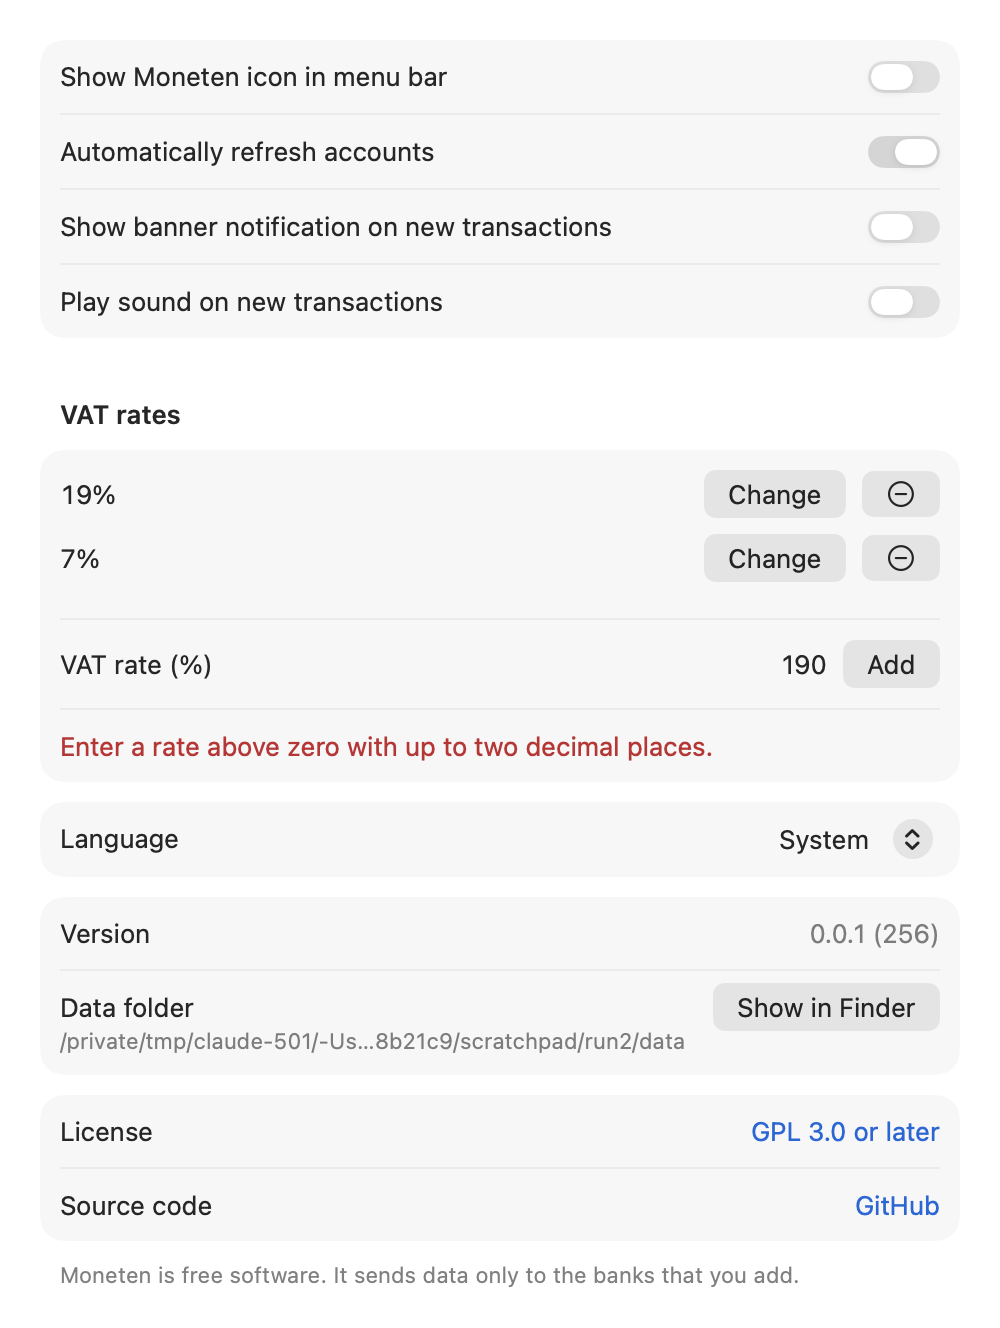 Show Moneten icon in menu bar
Automatically refresh accounts
Show banner notification on new transactions
Play sound on new transactions
VAT rates
19% Change
7% Change
VAT rate (%) 190 Add
Enter a rate above zero with up to two decimal places.
Language System
Version 0.0.1 (256)
Data folder Show in Finder
/private/tmp/claude-501/-Us...8b21c9/scratchpad/run2/data
License GPL 3.0 or later
Source code GitHub
Moneten is free software. It sends data only to the banks that you add.